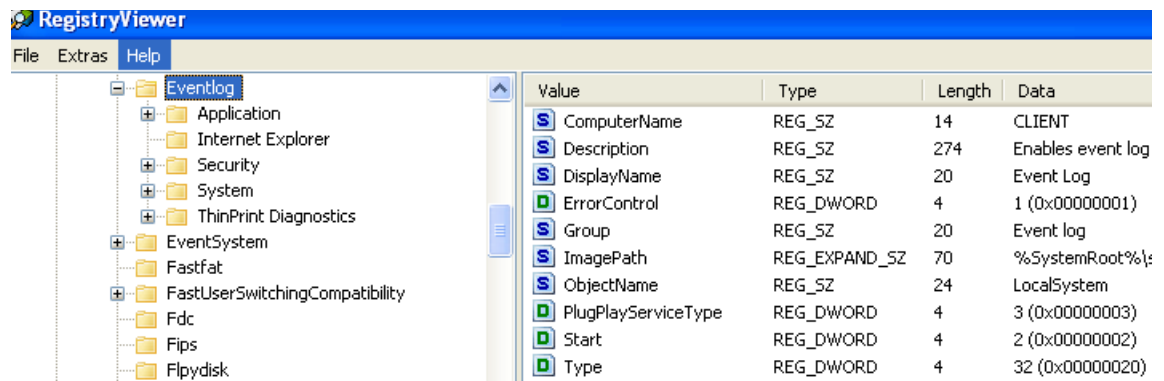 RegistryViewer
File Extras Help
Eventlog
Application
Internet Explorer
Security
System
ThinPrint Diagnostics
EventSystem
Fastfat
FastUserSwitchingCompatibility
Fdc
Fips
Flpydisk
Value Type Length Data
S ComputerName REG_SZ 14 CLIENT
S Description REG_SZ 274 Enables event log
S DisplayName REG_SZ 20 Event Log
D ErrorControl REG_DWORD 4 1 (0x00000001)
S Group REG_SZ 20 Event log
S ImagePath REG_EXPAND_SZ 70 %SystemRoot%\s
S ObjectName REG_SZ 24 LocalSystem
D PlugPlayServiceType REG_DWORD 4 3 (0x00000003)
D Start REG_DWORD 4 2 (0x00000002)
D Type REG_DWORD 4 32 (0x00000020)